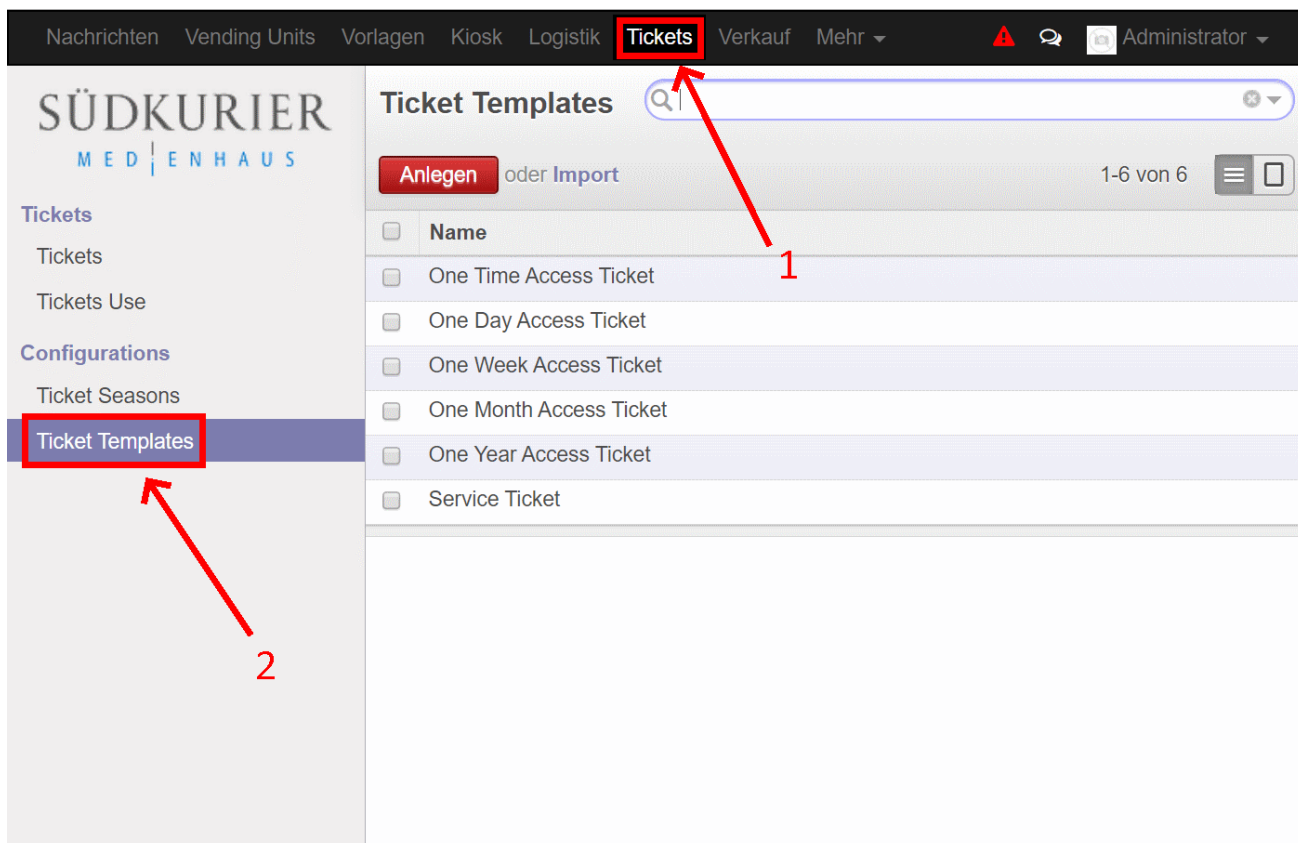 Nachrichten Vending Units Vorlagen Kiosk Logistik Tickets Verkauf Mehr Administrator
SÜDKURIER
MEDIENHAUS
Ticket Templates
Anlegen oder Import
1-6 von 6
Tickets
Tickets
Tickets Use
Configurations
Ticket Seasons
Ticket Templates
Name
One Time Access Ticket
One Day Access Ticket
One Week Access Ticket
One Month Access Ticket
One Year Access Ticket
Service Ticket
1
2